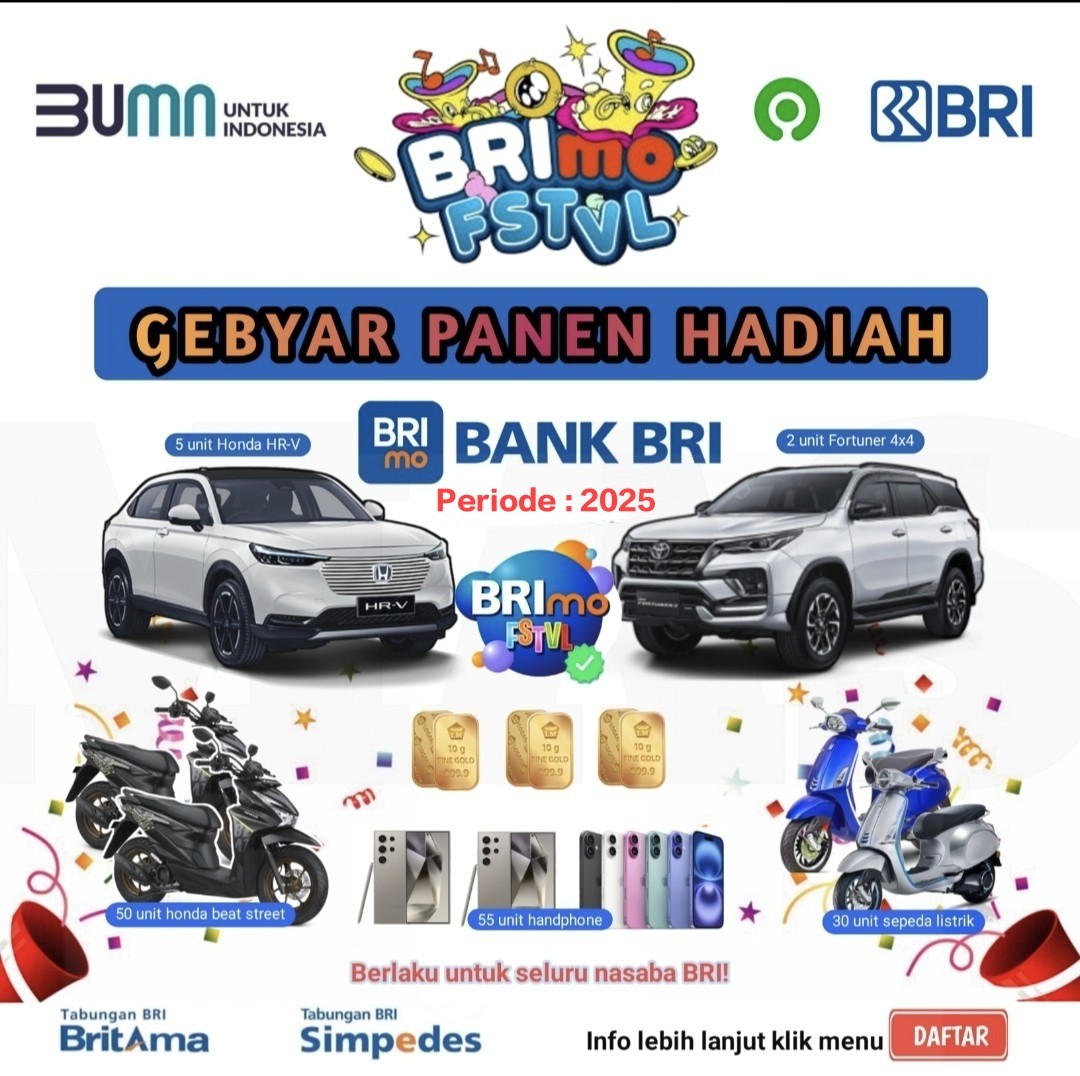 BUMN UNTUK
INDONESIA
BRImo
FSTVL
BRI
GEBYAR PANEN HADIAH
5 unit Honda HR-V
BRI
mo
BANK BRI
2 unit Fortuner 4x4
Periode : 2025
HR-V
BRImo
FSTVL
10 g
FINE GOLD
999.9
10 g
FINE GOLD
999.9
10 g
FINE GOLD
999.9
50 unit honda beat street
55 unit handphone
30 unit sepeda listrik
Berlaku untuk seluru nasaba BRI!
Tabungan BRI
BritAma
Tabungan BRI
Simpedes
Info lebih lanjut klik menu DAFTAR